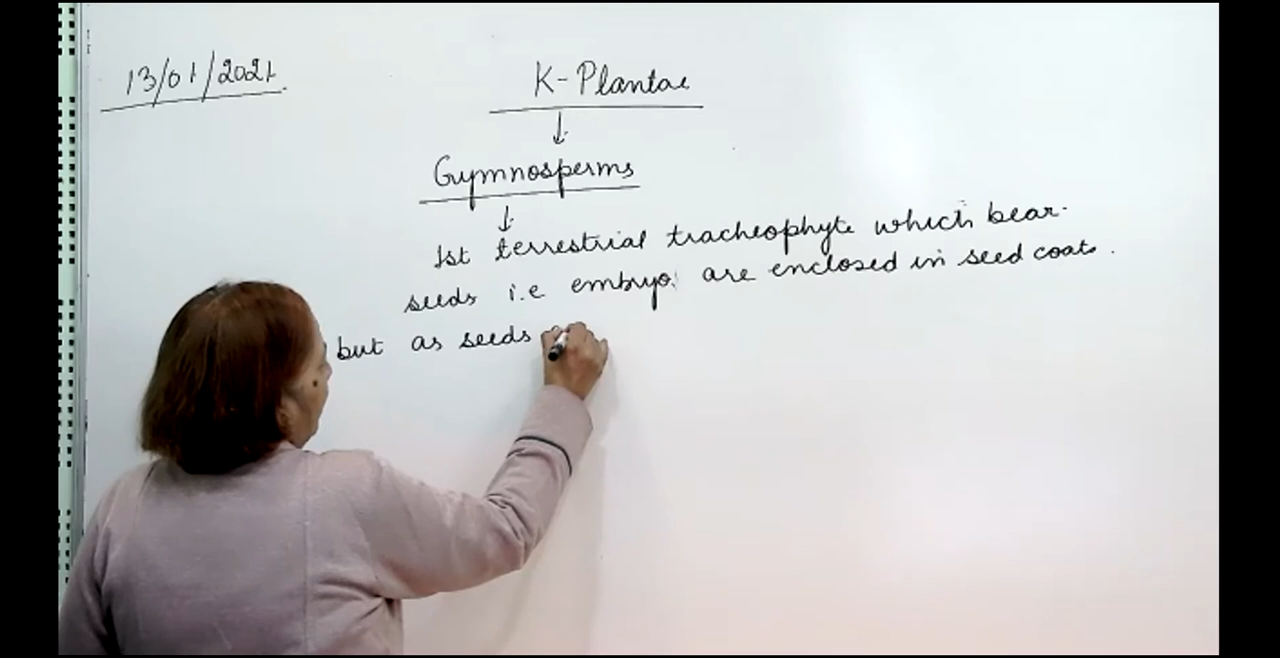 13/01/2021.
K-Plantae
Gymnosperms
1st terrestrial tracheophyte which bear
seeds i.e embryo are enclosed in seed coats.
but as seeds